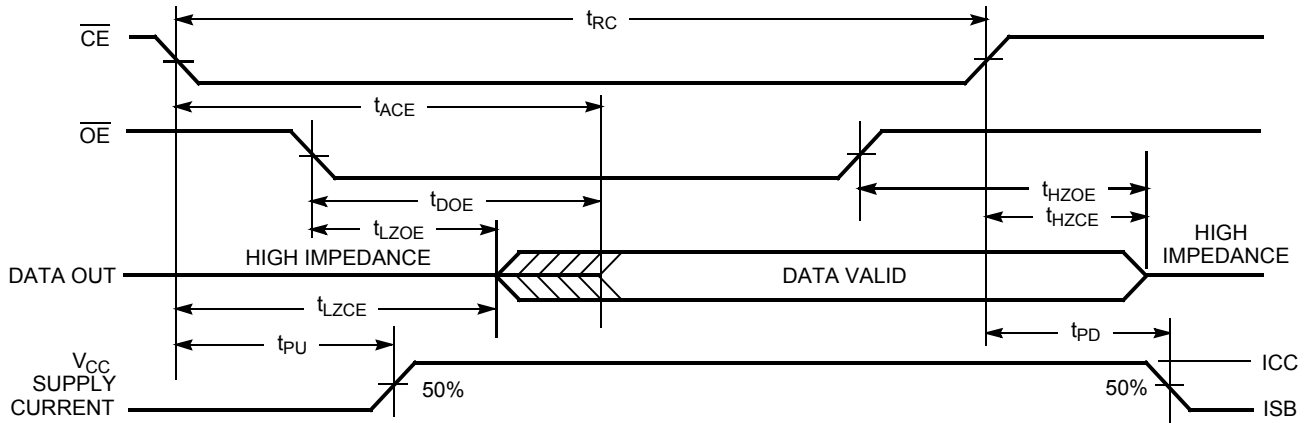 tRC
CE
tACE
OE
tDOE
tHZOE
tLZOE
tHZCE
HIGH IMPEDANCE
HIGH
IMPEDANCE
DATA OUT
DATA VALID
tLZCE
tPU
tPD
VCC
SUPPLY
CURRENT
50%
50%
ICC
ISB